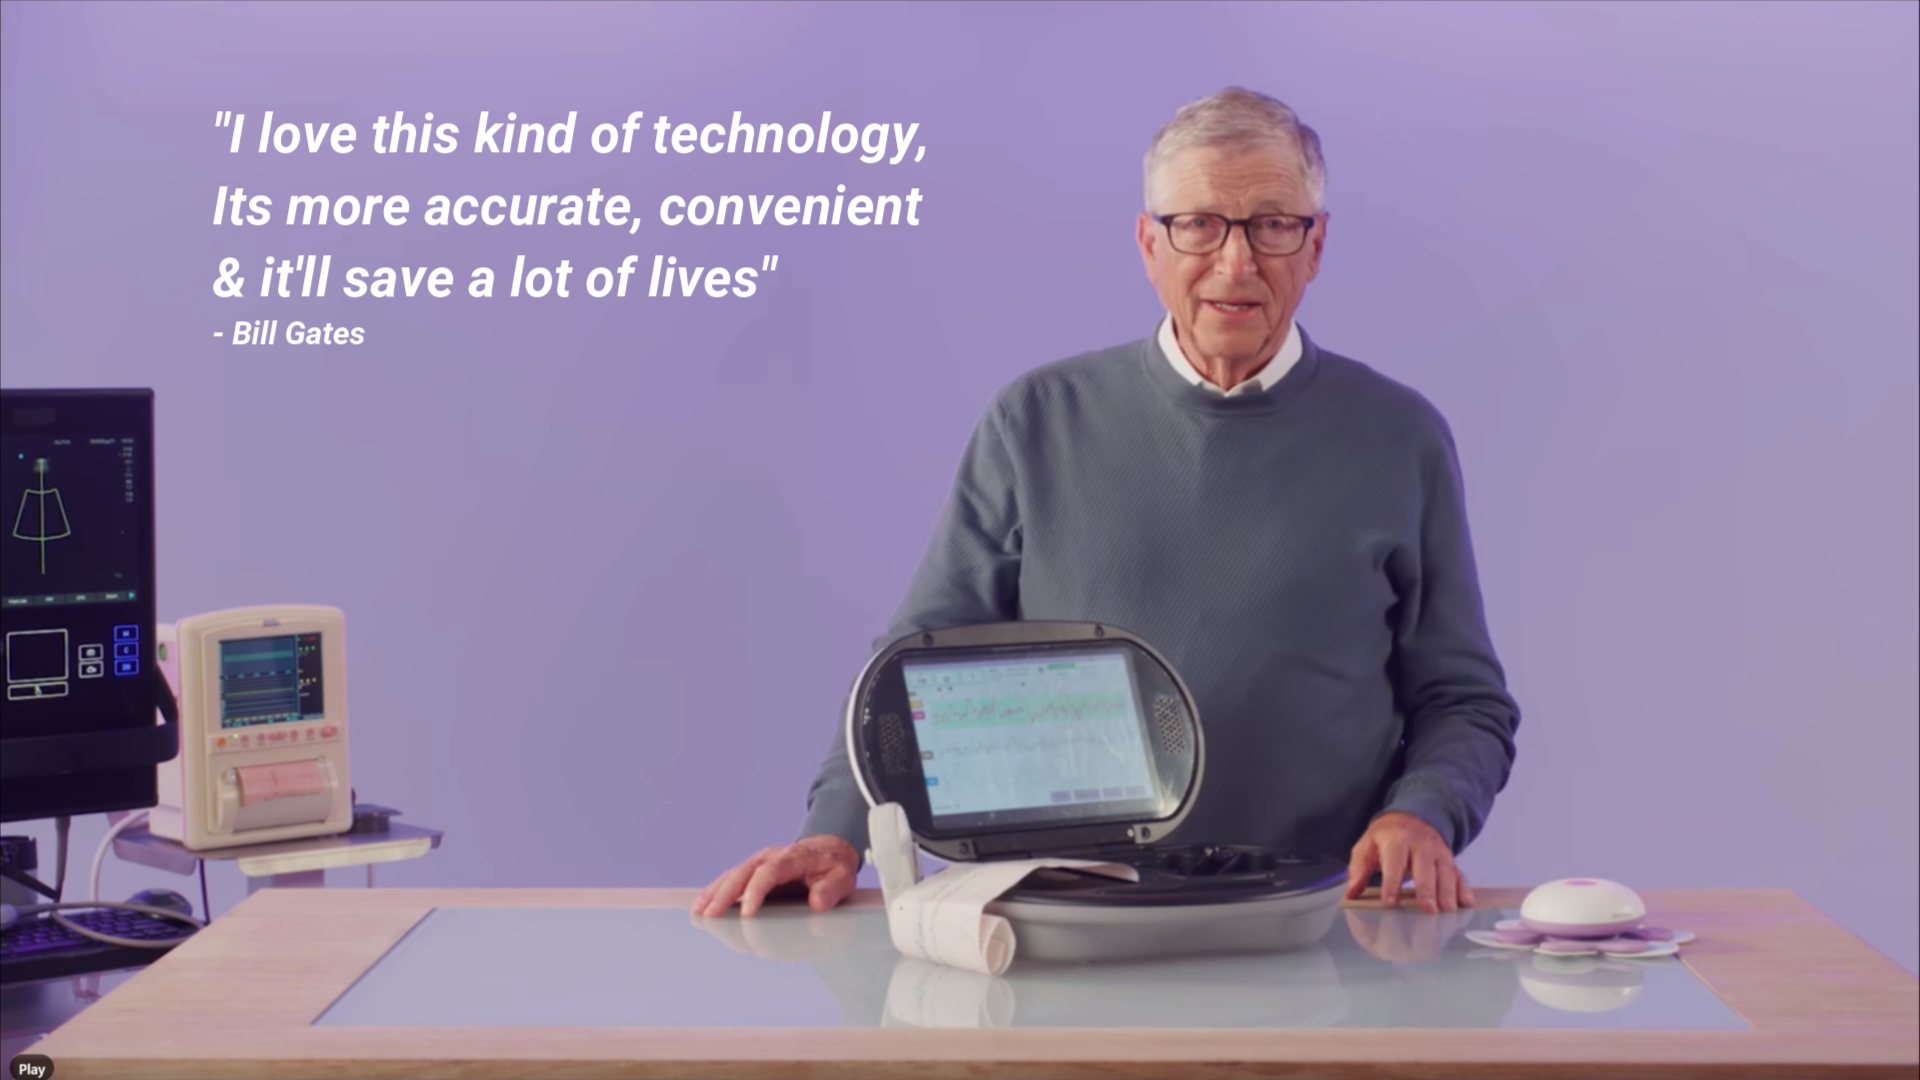 "I love this kind of technology,
Its more accurate, convenient
& it'll save a lot of lives"
- Bill Gates
Play